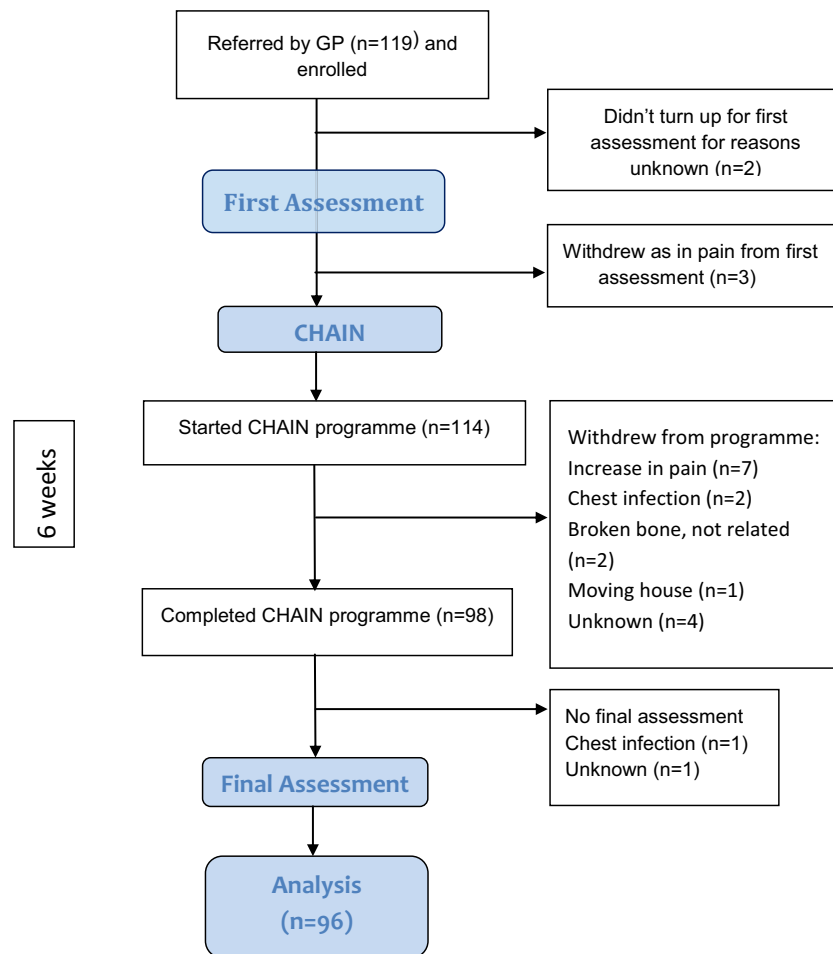 Referred by GP (n=119) and
enrolled
Didn't turn up for first
assessment for reasons
unknown (n=2)
First Assessment
Withdrew as in pain from first
assessment (n=3)
CHAIN
Started CHAIN programme (n=114)
6 weeks
Withdrew from programme:
Increase in pain (n=7)
Chest infection (n=2)
Broken bone, not related
(n=2)
Moving house (n=1)
Unknown (n=4)
Completed CHAIN programme (n=98)
No final assessment
Chest infection (n=1)
Unknown (n=1)
Final Assessment
Analysis
(n=96)